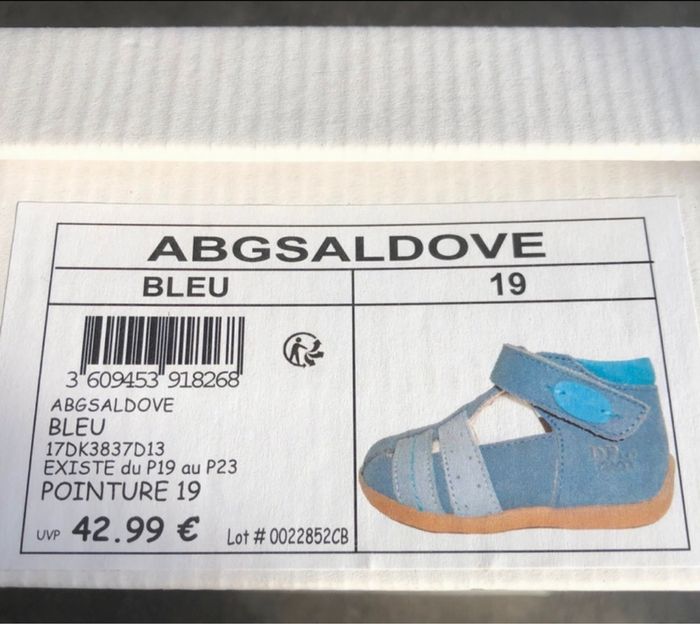 ABGSALDOVE
BLEU
19
3 609453 918268
ABGSALDOVE
BLEU
17DK3837D13
EXISTE du P19 au P23
POINTURE 19
UVP 42.99 €
Lot # 0022852CB